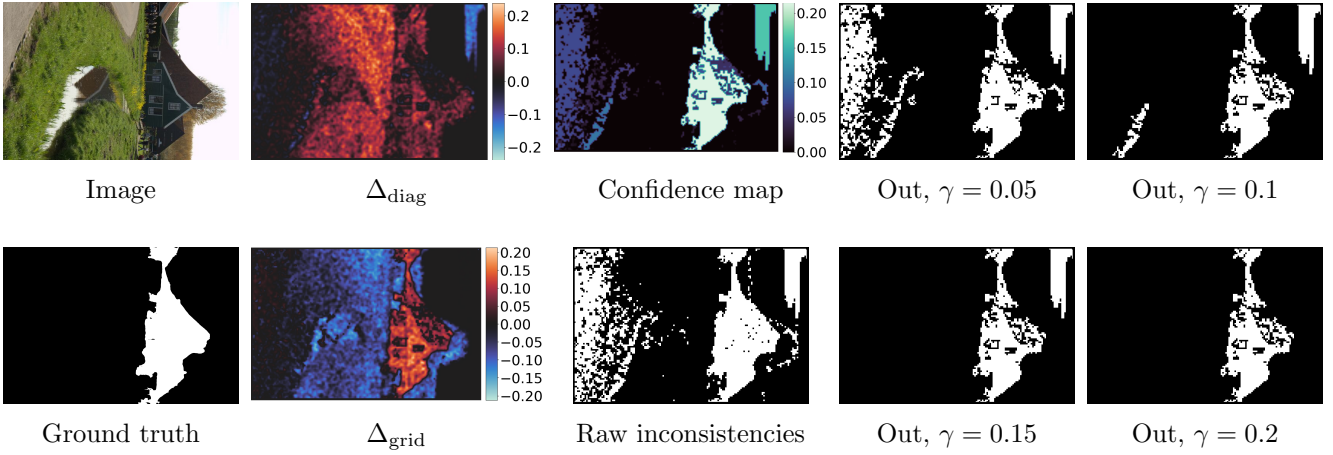 0.2
0.1
0.0
−0.1
−0.2
0.20
0.15
0.10
0.05
0.00
Image
Δdiag
Confidence map
Out, γ = 0.05
Out, γ = 0.1
0.20
0.15
0.10
0.05
0.00
−0.05
−0.10
−0.15
−0.20
Ground truth
Δgrid
Raw inconsistencies
Out, γ = 0.15
Out, γ = 0.2